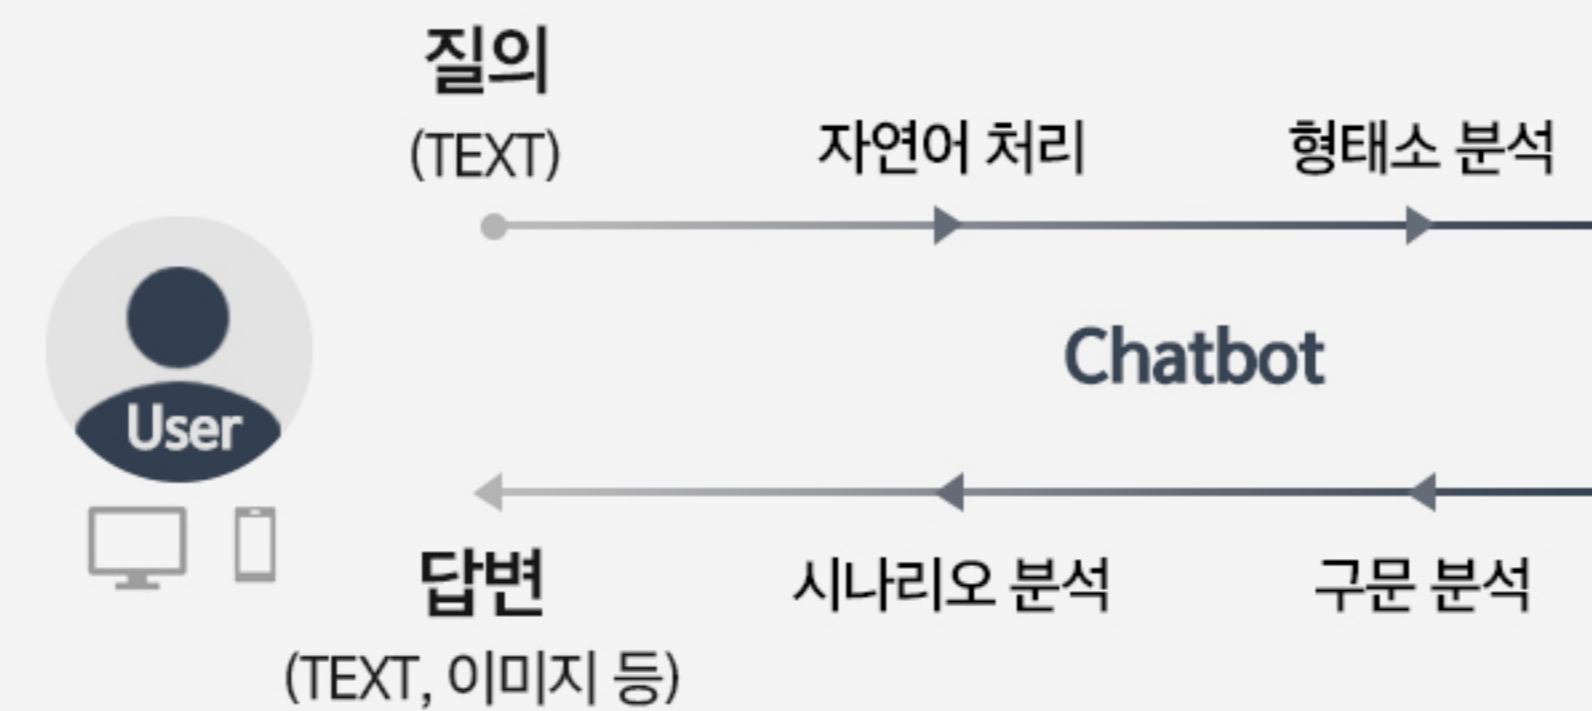 질의
(TEXT)
자연어 처리
형태소 분석
Chatbot
User
답변
(TEXT, 이미지 등)
시나리오 분석
구문 분석